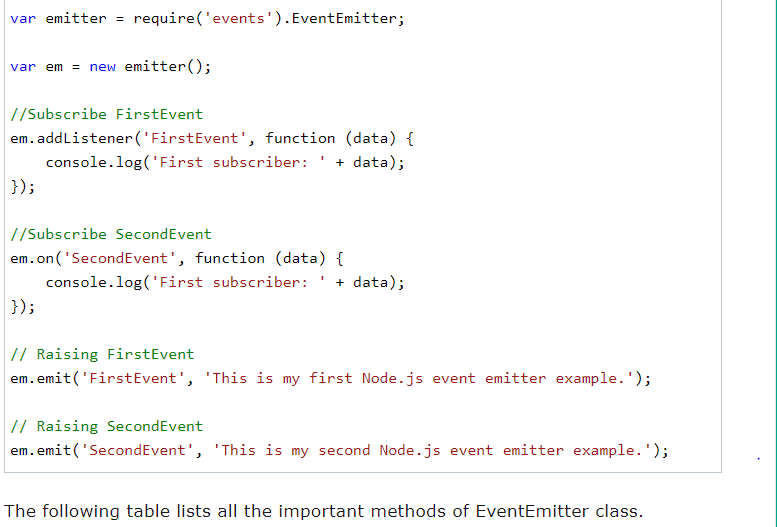 var emitter = require('events').EventEmitter;
var em = new emitter();
//Subscribe FirstEvent
em.addListener('FirstEvent', function (data) {
    console.log('First subscriber: ' + data);
});
//Subscribe SecondEvent
em.on('SecondEvent', function (data) {
    console.log('First subscriber: ' + data);
});
// Raising FirstEvent
em.emit('FirstEvent', 'This is my first Node.js event emitter example.');
// Raising SecondEvent
em.emit('SecondEvent', 'This is my second Node.js event emitter example.');
The following table lists all the important methods of EventEmitter class.